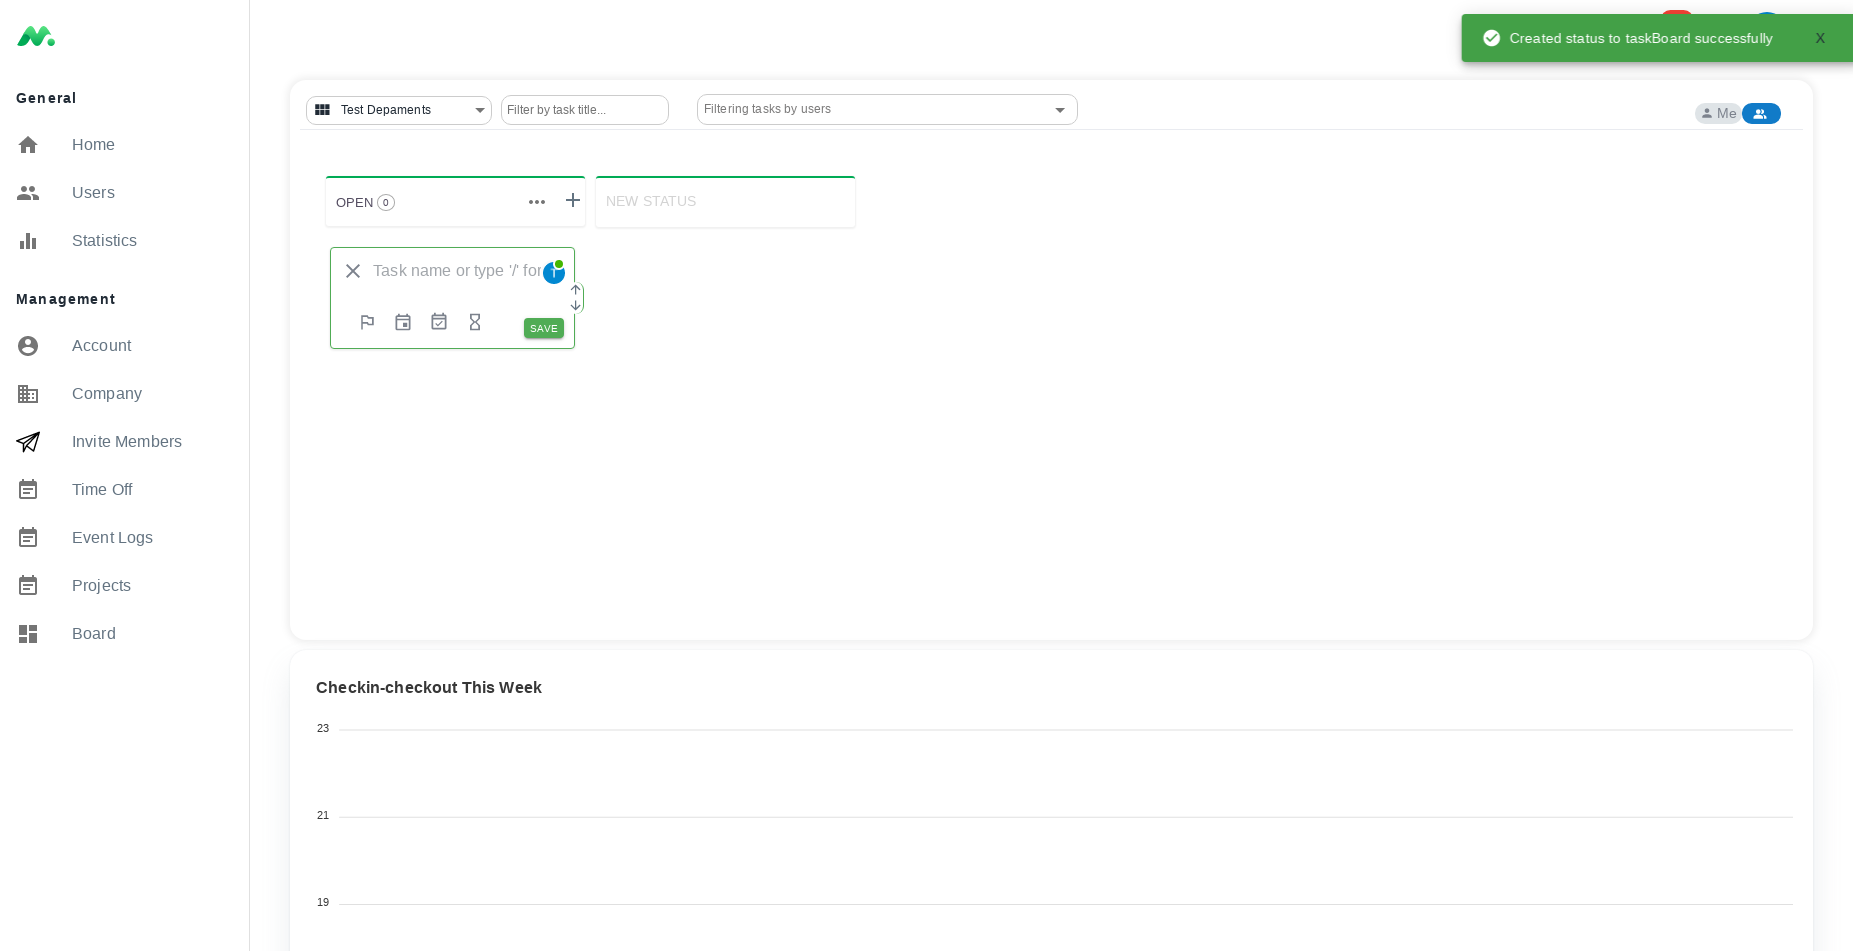 Created status to taskBoard successfully X
General
Home
Users
Statistics
Management
Account
Company
Invite Members
Time Off
Event Logs
Projects
Board
Test Depaments
Filter by task title...
Filtering tasks by users
Me
OPEN 0
NEW STATUS
Task name or type '/' for
T
SAVE
Checkin-checkout This Week
23
21
19